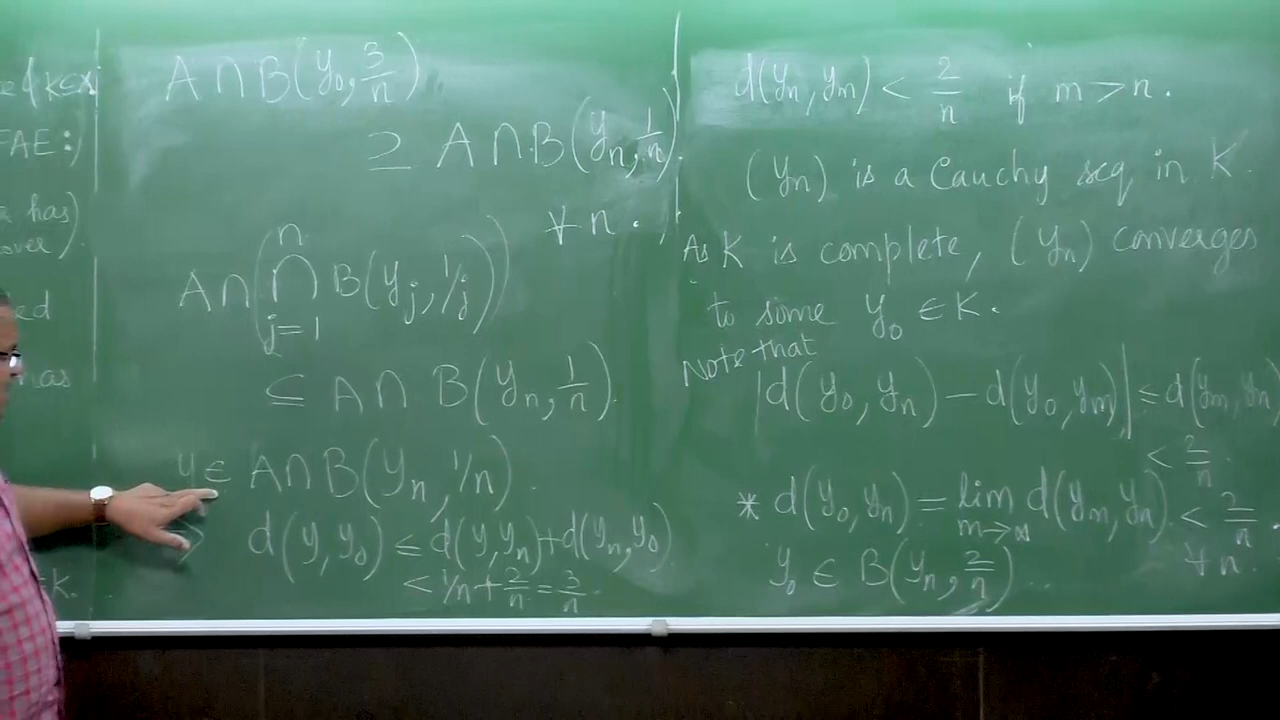 K⊆X
FAE:)
has)
over).
ed
has
∈K.
A∩B(y₀, 3/n)
⊇ A∩B(yₙ, 1/n)
∀ n.
A∩(⋂ⁿⱼ₌₁ B(yⱼ, 1/j))
⊆ A∩ B(yₙ, 1/n).
y ∈ A∩B(yₙ, 1/n).
⇒ d(y, y₀) ≤ d(y, yₙ)+d(yₙ, y₀)
< 1/n + 2/n = 3/n.
d(yₙ, yₘ) < 2/n if m > n.
(yₙ) is a Cauchy seq in K.
As K is complete, (yₙ) converges
to some y₀ ∈ K.
Note that
|d(y₀, yₙ) − d(y₀, yₘ)| ≤ d(yₘ, yₙ)
< 2/n.
* d(y₀, yₙ) = lim m→∞ d(yₘ, yₙ) < 2/n.
y₀ ∈ B(yₙ, 2/n) ... ∀ n.